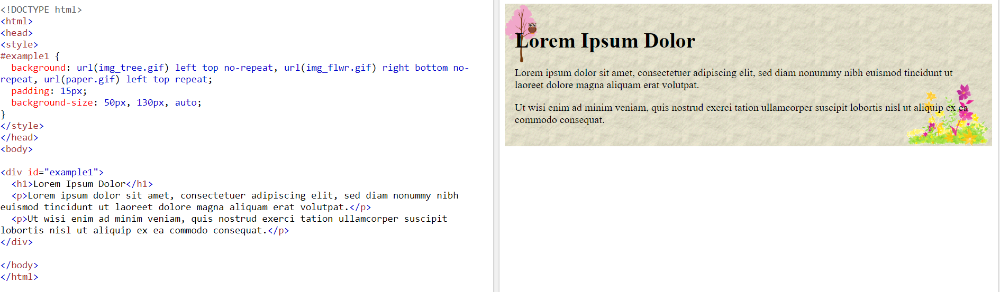 <!DOCTYPE html>
<html>
<head>
<style>
#example1 {
  background: url(img_tree.gif) left top no-repeat, url(img_flwr.gif) right bottom no-
repeat, url(paper.gif) left top repeat;
  padding: 15px;
  background-size: 50px, 130px, auto;
}
</style>
</head>
<body>

<div id="example1">
  <h1>Lorem Ipsum Dolor</h1>
  <p>Lorem ipsum dolor sit amet, consectetuer adipiscing elit, sed diam nonummy nibh
euismod tincidunt ut laoreet dolore magna aliquam erat volutpat.</p>
  <p>Ut wisi enim ad minim veniam, quis nostrud exerci tation ullamcorper suscipit
lobortis nisl ut aliquip ex ea commodo consequat.</p>
</div>

</body>
</html>
Lorem Ipsum Dolor
Lorem ipsum dolor sit amet, consectetuer adipiscing elit, sed diam nonummy nibh euismod tincidunt ut
laoreet dolore magna aliquam erat volutpat.
Ut wisi enim ad minim veniam, quis nostrud exerci tation ullamcorper suscipit lobortis nisl ut aliquip ex ea
commodo consequat.